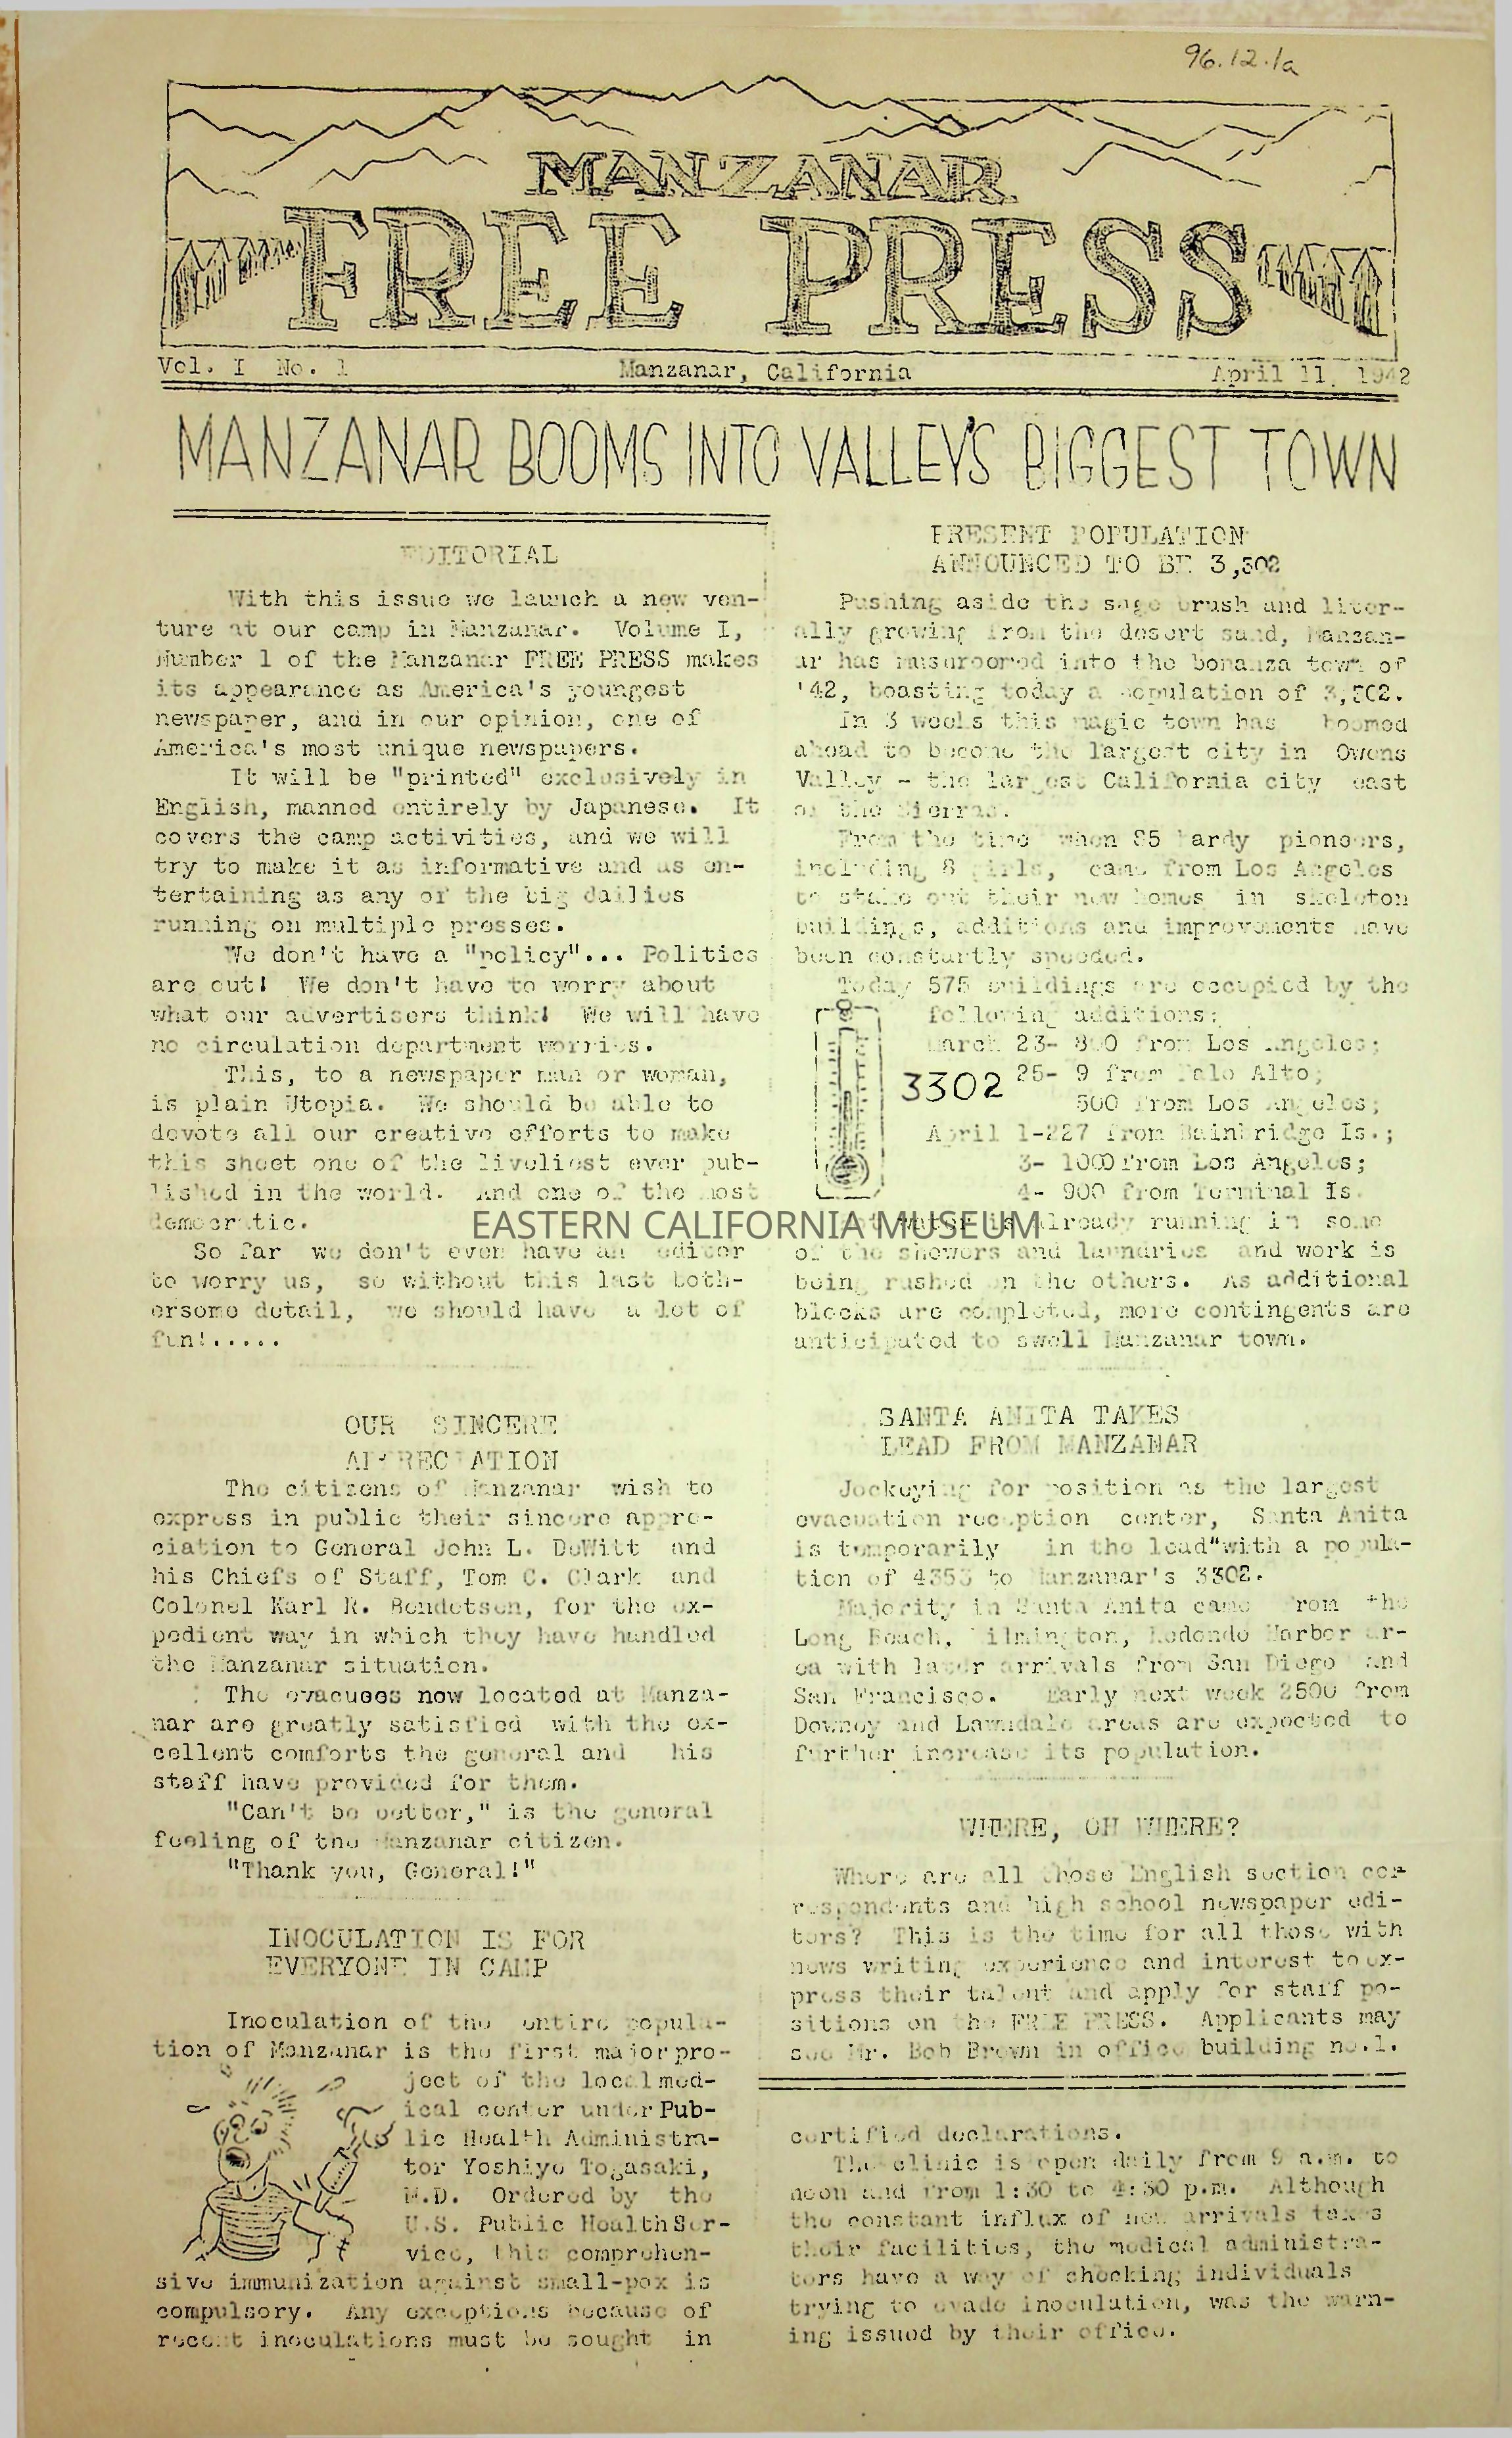 96.12.1a
MANZANAR
FREE PRESS
Vol. I No. 1 Manzanar, California April 11, 1942
MANZANAR BOOMS INTO VALLEY'S BIGGEST TOWN
EDITORIAL
With this issue we launch a new ven-
ture at our camp in Manzanar. Volume I,
Number 1 of the Manzanar FREE PRESS makes
its appearance as America's youngest
newspaper, and in our opinion, one of
America's most unique newspapers.
It will be "printed" exclusively in
English, manned entirely by Japanese. It
covers the camp activities, and we will
try to make it as informative and as en-
tertaining as any of the big dailies
running on multiple presses.
We don't have a "policy"... Politics
are out! We don't have to worry about
what our advertisers think! We will have
no circulation department worries.
This, to a newspaper man or woman,
is plain Utopia. We should be able to
devote all our creative efforts to make
this sheet one of the liveliest ever pub-
lished in the world. And one of the most
democratic.
So far we don't even have an editor
to worry us, so without this last both-
ersome detail, we should have a lot of
fun!.....
OUR SINCERE
APPRECIATION
The citizens of Manzanar wish to
express in public their sincere appre-
ciation to General John L. DeWitt and
his Chiefs of Staff, Tom C. Clark and
Colonel Karl R. Bendetsen, for the ex-
pedient way in which they have handled
the Manzanar situation.
The evacuees now located at Manza-
nar are greatly satisfied with the ex-
cellent comforts the general and his
staff have provided for them.
"Can't be better," is the general
feeling of the Manzanar citizen.
"Thank you, General!"
INOCULATION IS FOR
EVERYONE IN CAMP
Inoculation of the entire popula-
tion of Manzanar is the first major pro-
ject of the local med-
ical center under Pub-
lic Health Administra-
tor Yoshiye Togasaki,
M.D. Ordered by the
U.S. Public Health Ser-
vice, this comprehen-
sive immunization against small-pox is
compulsory. Any exceptions because of
recent inoculations must be sought in
PRESENT POPULATION
ANNOUNCED TO BE 3,302
Pushing aside the sage brush and liter-
ally growing from the desert sand, Manzan-
ar has mushroomed into the bonanza town of
'42, boasting today a population of 3,302.
In 3 weeks this magic town has boomed
ahead to become the largest city in Owens
Valley - the largest California city east
of the Sierras.
From the time when 85 hardy pioneers,
including 8 girls, came from Los Angeles
to stake out their new homes in skeleton
buildings, additions and improvements have
been constantly speeded.
Today 575 buildings are occupied by the
following additions:
March 23- 800 from Los Angeles;
25- 9 from Palo Alto;
3302
500 from Los Angeles;
April 1-227 from Bainbridge Is.;
3- 1000 from Los Angeles;
4- 900 from Terminal Is.
Hot water is already running in some
of the showers and laundries and work is
being rushed on the others. As additional
blocks are completed, more contingents are
anticipated to swell Manzanar town.
SANTA ANITA TAKES
LEAD FROM MANZANAR
Jockeying for position as the largest
evacuation reception center, Santa Anita
is temporarily in the lead"with a popula-
tion of 4353 to Manzanar's 3302.
Majority in Santa Anita came from the
Long Beach, Wilmington, Redondo Harbor ar-
ea with later arrivals from San Diego and
San Francisco. Early next week 2500 from
Downey and Lawndale areas are expected to
further increase its population.
WHERE, OH WHERE?
Where are all those English section cor-
respondents and high school newspaper edi-
tors? This is the time for all those with
news writing experience and interest to ex-
press their talent and apply for staff po-
sitions on the FREE PRESS. Applicants may
see Mr. Bob Brown in office building no.1.
certified declarations.
The clinic is open daily from 9 a.m. to
noon and from 1:30 to 4:30 p.m. Although
the constant influx of new arrivals taxes
their facilities, the medical administra-
tors have a way of checking individuals
trying to evade inoculation, was the warn-
ing issued by their office.
EASTERN CALIFORNIA MUSEUM